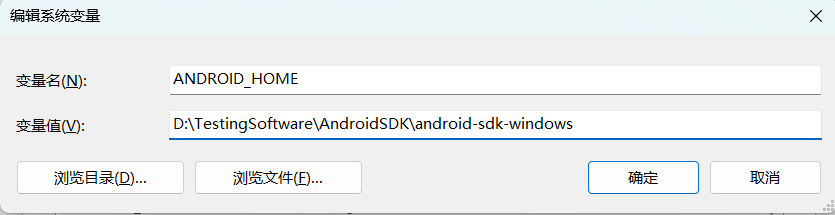 编辑系统变量
变量名(N):
ANDROID_HOME
变量值(V):
D:\TestingSoftware\AndroidSDK\android-sdk-windows
浏览目录(D)...
浏览文件(F)...
确定
取消